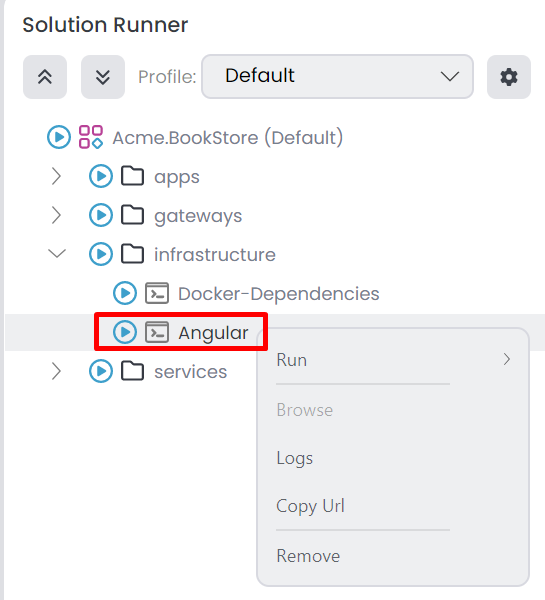 Solution Runner
Profile: Default
Acme.BookStore (Default)
apps
gateways
infrastructure
Docker-Dependencies
Angular
services
Run
Browse
Logs
Copy Url
Remove